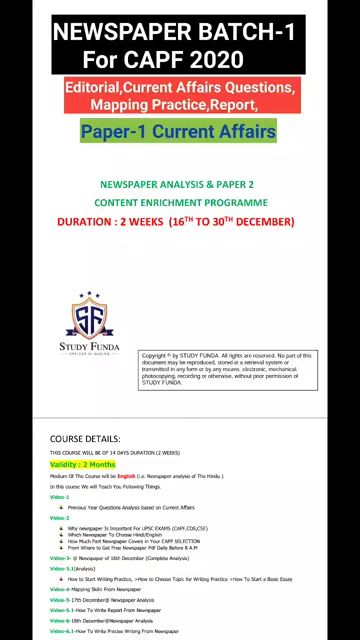 NEWSPAPER BATCH-1
For CAPF 2020
Editorial,Current Affairs Questions,
Mapping Practice,Report,
Paper-1 Current Affairs
NEWSPAPER ANALYSIS & PAPER 2
CONTENT ENRICHMENT PROGRAMME
DURATION : 2 WEEKS (16TH TO 30TH DECEMBER)
SF
STUDY FUNDA
OFFICER IN MAKING
Copyright © by STUDY FUNDA. All rights are reserved. No part of this
document may be reproduced, stored in a retrieval system or
transmitted in any form or by any means, electronic, mechanical,
photocopying, recording or otherwise, without prior permission of
STUDY FUNDA.
COURSE DETAILS:
THIS COURSE WILL BE OF 14 DAYS DURATION (2 WEEKS)
Validity : 2 Months
Medium Of The Course will be English (i.e. Newspaper analysis of The Hindu )
In this course We will Teach You Following Things.
Video-1
Previous Year Questions Analysis based on Current Affairs
Video-2
Why newspaper Is Important For UPSC EXAMS (CAPF,CDS,CSE)
Which Newspaper To Choose Hindi/English
How Much Part Newspaper Covers in Your CAPF SELECTION
From Where to Get Free Newspaper Pdf Daily Before 8 A.M
Video-3- @ Newspaper of 16th December (Complete Analysis)
Video-3.1(Analysis)
How to Start Writing Practice, >How to Choose Topic for Writing Practice >How To Start a Basic Essay
Video-4-Mapping Skills From Newspaper
Video-5-17th December@ Newspaper Analysis
Video-5.1-How To Write Report From Newspaper
Video-6-18th December@Newspaper Analysis
Video-6.1-How To Write Precise Writing From Newspaper